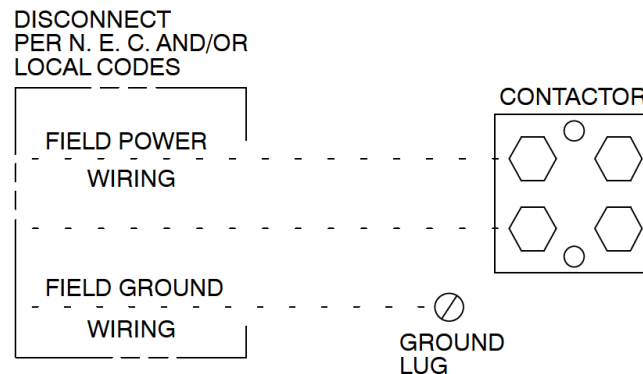 DISCONNECT
PER N. E. C. AND/OR
LOCAL CODES
CONTACTOR
FIELD POWER
WIRING
FIELD GROUND
WIRING
GROUND
LUG